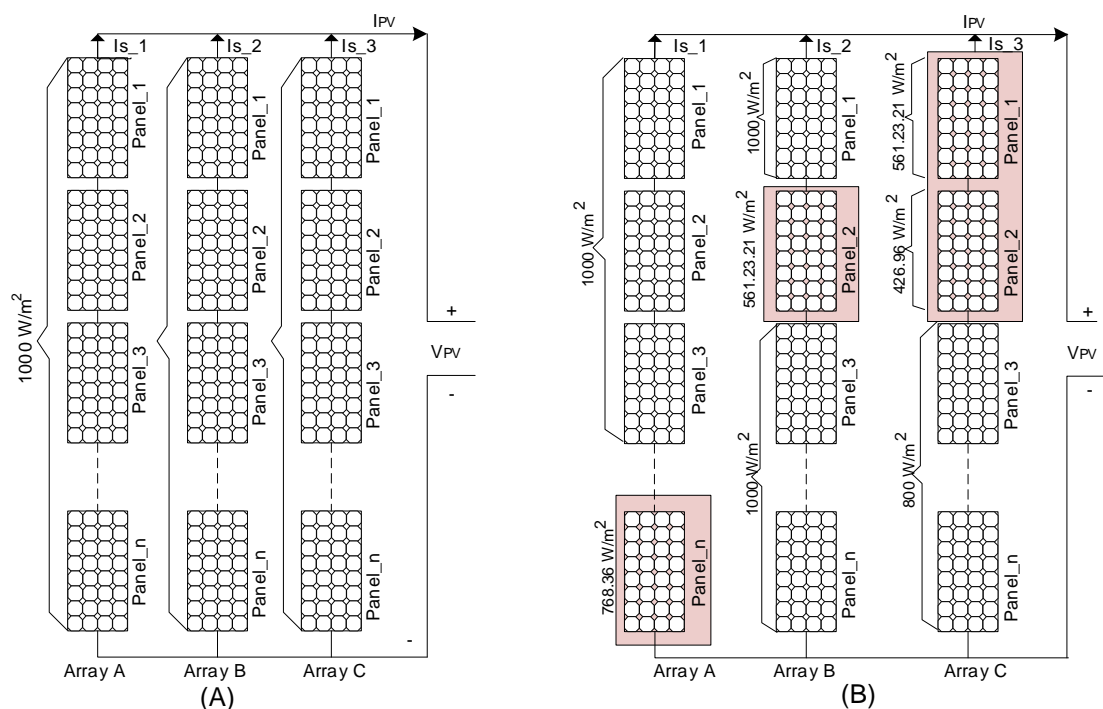 IPV
Is_1
Is_2
Is_3
Panel_1
Panel_1
Panel_1
Panel_2
Panel_2
Panel_2
1000 W/m²
Panel_3
Panel_3
Panel_3
+
VPV
-
Panel_n
Panel_n
Panel_n
-
Array A
Array B
Array C
(A)
IPV
Is_1
Is_2
Is_3
Panel_1
1000 W/m²
Panel_1
561.23.21 W/m²
Panel_1
1000 W/m²
Panel_2
561.23.21 W/m²
Panel_2
426.96 W/m²
Panel_2
Panel_3
Panel_3
Panel_3
+
VPV
-
1000 W/m²
800 W/m²
768.36 W/m²
Panel_n
Panel_n
Panel_n
Array A
Array B
Array C
(B)